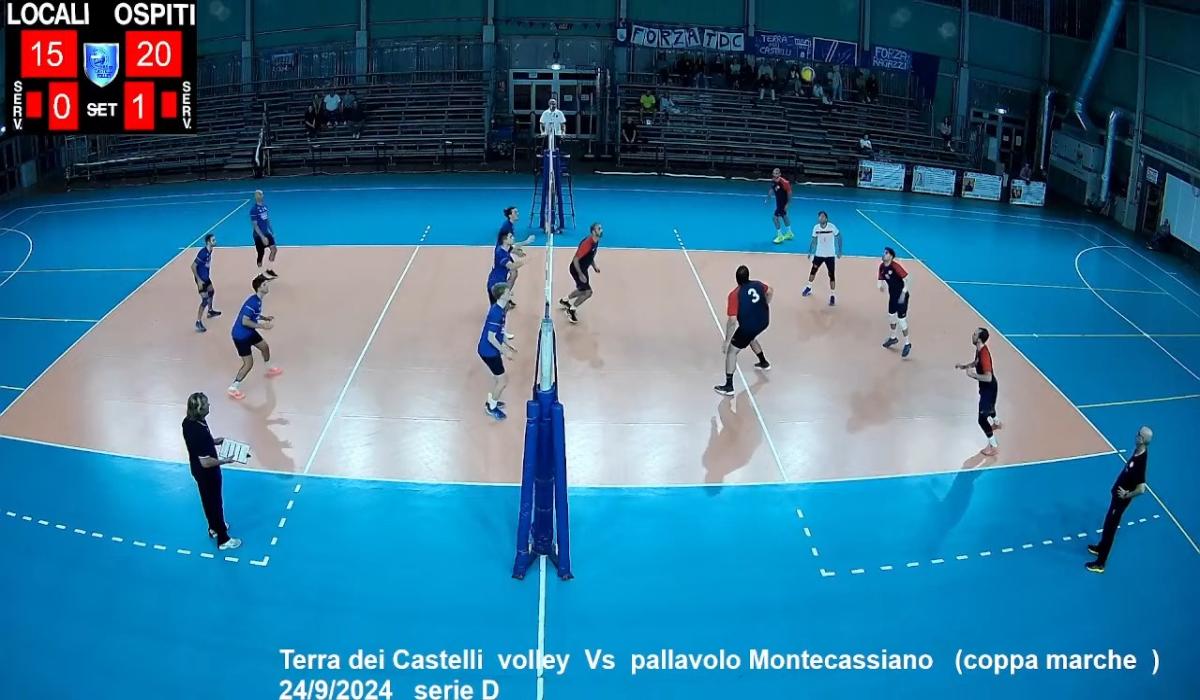 LOCALI OSPITI
15 20
SERV. 0 SET 1 SERV.
FORZA TDC
TERRA DEI CASTELLI
FORZA RAGAZZI
3
Terra dei Castelli volley Vs pallavolo Montecassiano (coppa marche )
24/9/2024 serie D